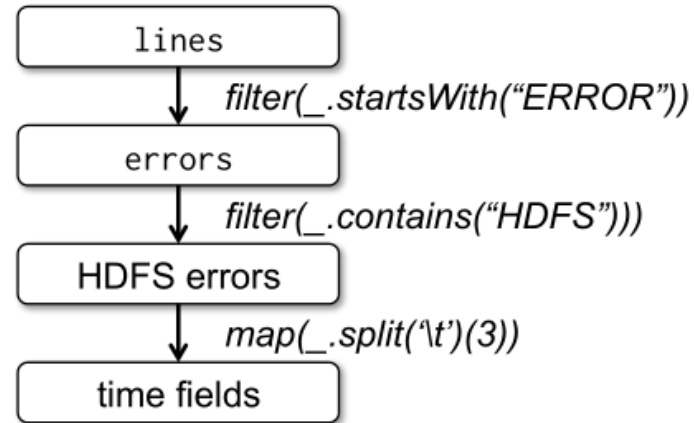 lines
filter(_.startsWith(“ERROR”))
errors
filter(_.contains(“HDFS”)))
HDFS errors
map(_.split(‘\t’)(3))
time fields